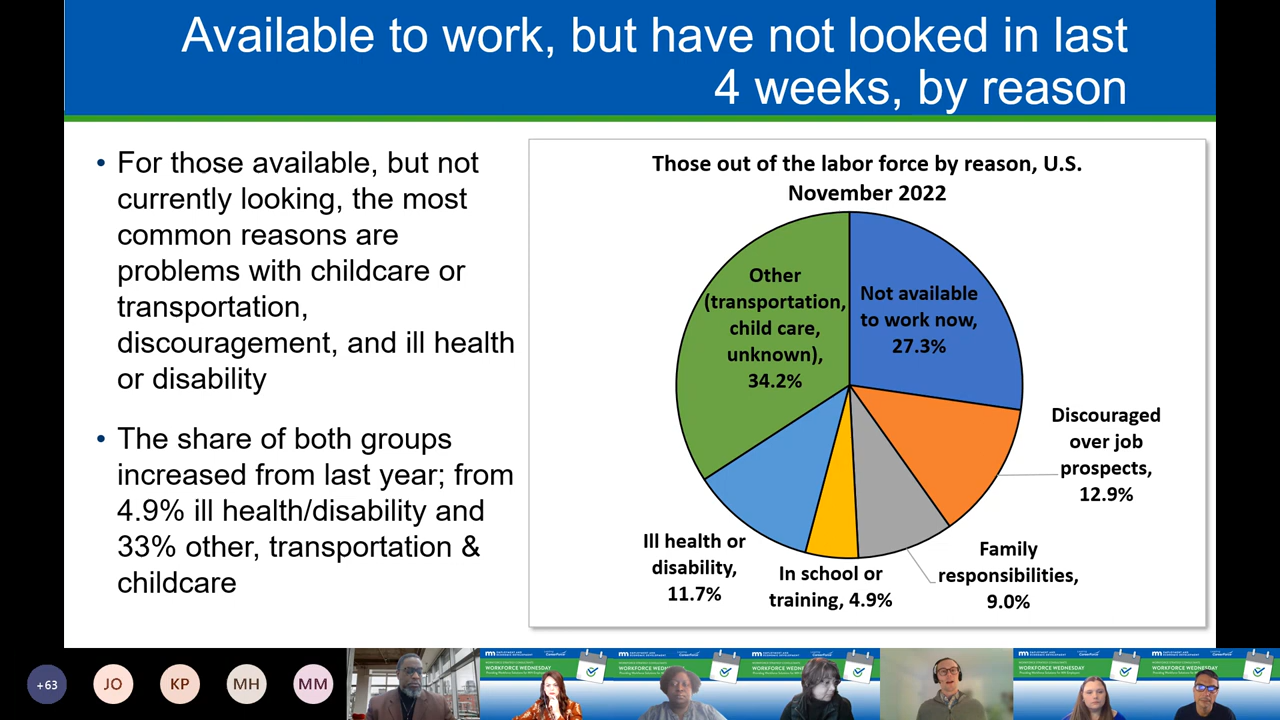 Available to work, but have not looked in last
4 weeks, by reason
• For those available, but not
currently looking, the most
common reasons are
problems with childcare or
transportation,
discouragement, and ill health
or disability
• The share of both groups
increased from last year; from
4.9% ill health/disability and
33% other, transportation &
childcare
Those out of the labor force by reason, U.S.
November 2022
Other
(transportation,
child care,
unknown),
34.2%
Not available
to work now,
27.3%
Discouraged
over job
prospects,
12.9%
Family
responsibilities,
9.0%
In school or
training, 4.9%
Ill health or
disability,
11.7%
+63
JO
KP
MH
MM
WORKFORCE WEDNESDAY
CareerForce
CareerForce
WORKFORCE WEDNESDAY